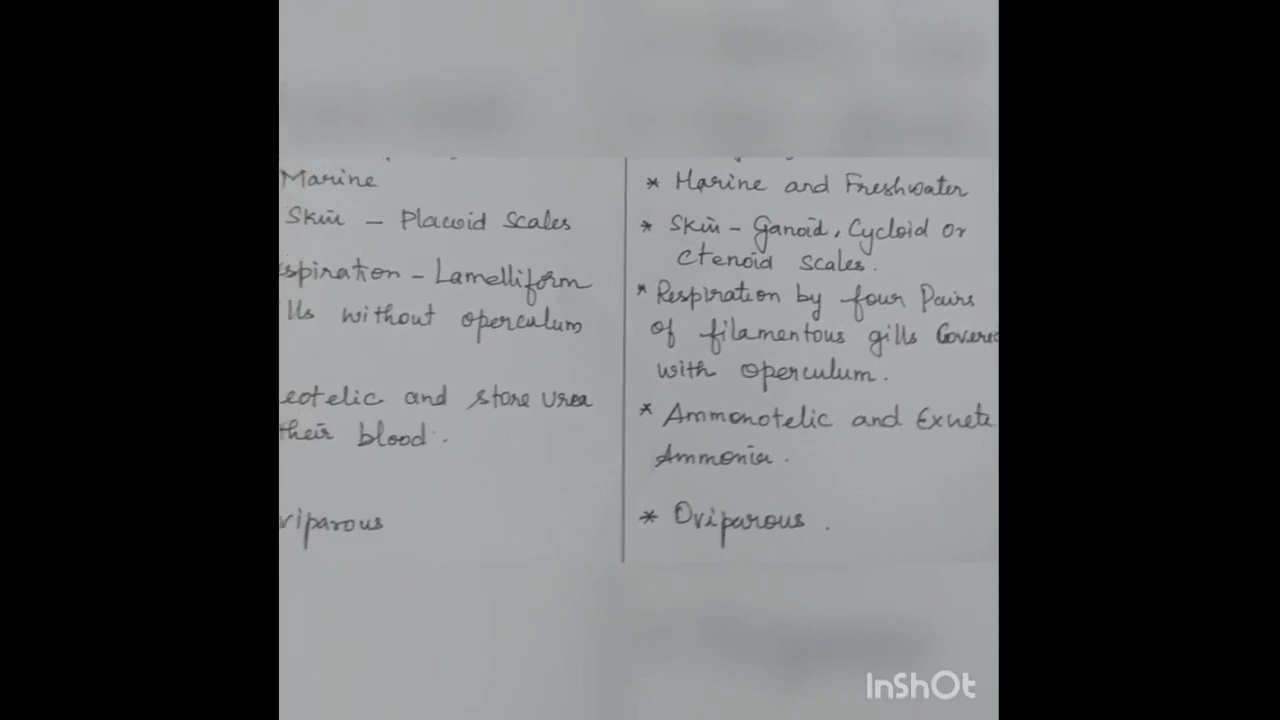 Marine
Skin - Placoid Scales
espiration - Lamelliform
lls without operculum
eotelic and store urea
their blood.
viparous
* Marine and Freshwater
* Skin - Ganoid, Cycloid or
Ctenoid scales.
* Respiration by four Pairs
of filamentous gills Covered
with operculum.
* Ammonotelic and Excrete
Ammonia.
* Oviparous.
InShOt